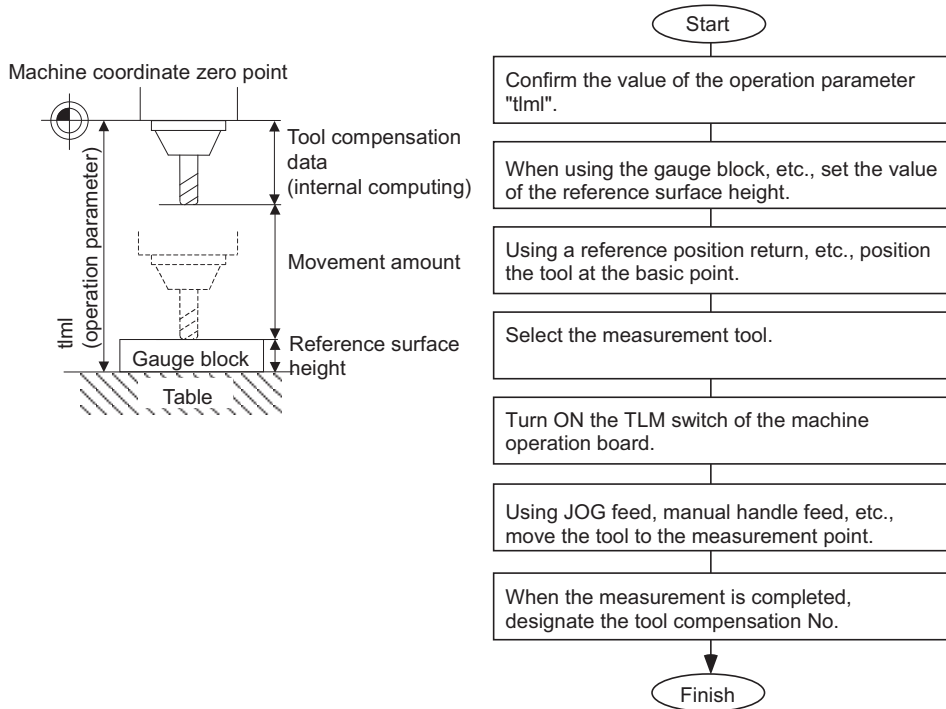 Machine coordinate zero point
Tool compensation
data
(internal computing)
Movement amount
tlml
(operation parameter)
Reference surface
height
Gauge block
Table
Start
Confirm the value of the operation parameter
"tlml".
When using the gauge block, etc., set the value
of the reference surface height.
Using a reference position return, etc., position
the tool at the basic point.
Select the measurement tool.
Turn ON the TLM switch of the machine
operation board.
Using JOG feed, manual handle feed, etc.,
move the tool to the measurement point.
When the measurement is completed,
designate the tool compensation No.
Finish